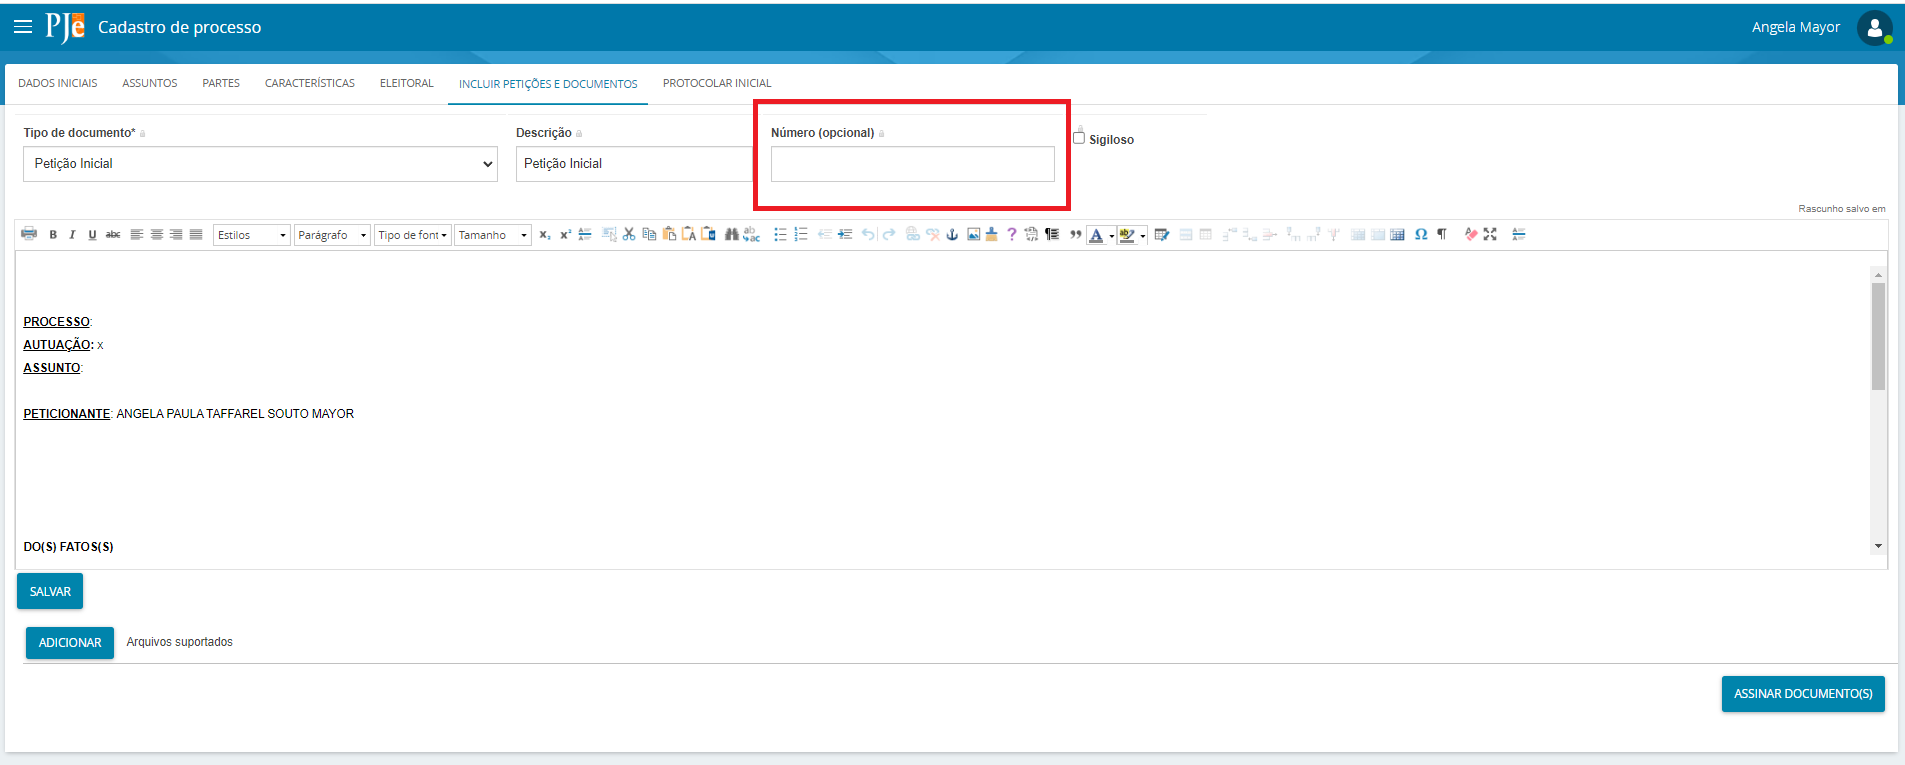 PJe Cadastro de processo
Angela Mayor
DADOS INICIAIS ASSUNTOS PARTES CARACTERÍSTICAS ELEITORAL INCLUIR PETIÇÕES E DOCUMENTOS PROTOCOLAR INICIAL
Tipo de documento* Descrição Número (opcional) Sigiloso
Petição Inicial Petição Inicial
Rascunho salvo em
B I U abc Estilos Parágrafo Tipo de font Tamanho
PROCESSO:
AUTUAÇÃO: x
ASSUNTO:
PETICIONANTE: ANGELA PAULA TAFFAREL SOUTO MAYOR
DO(S) FATOS(S)
SALVAR
ADICIONAR Arquivos suportados
ASSINAR DOCUMENTO(S)